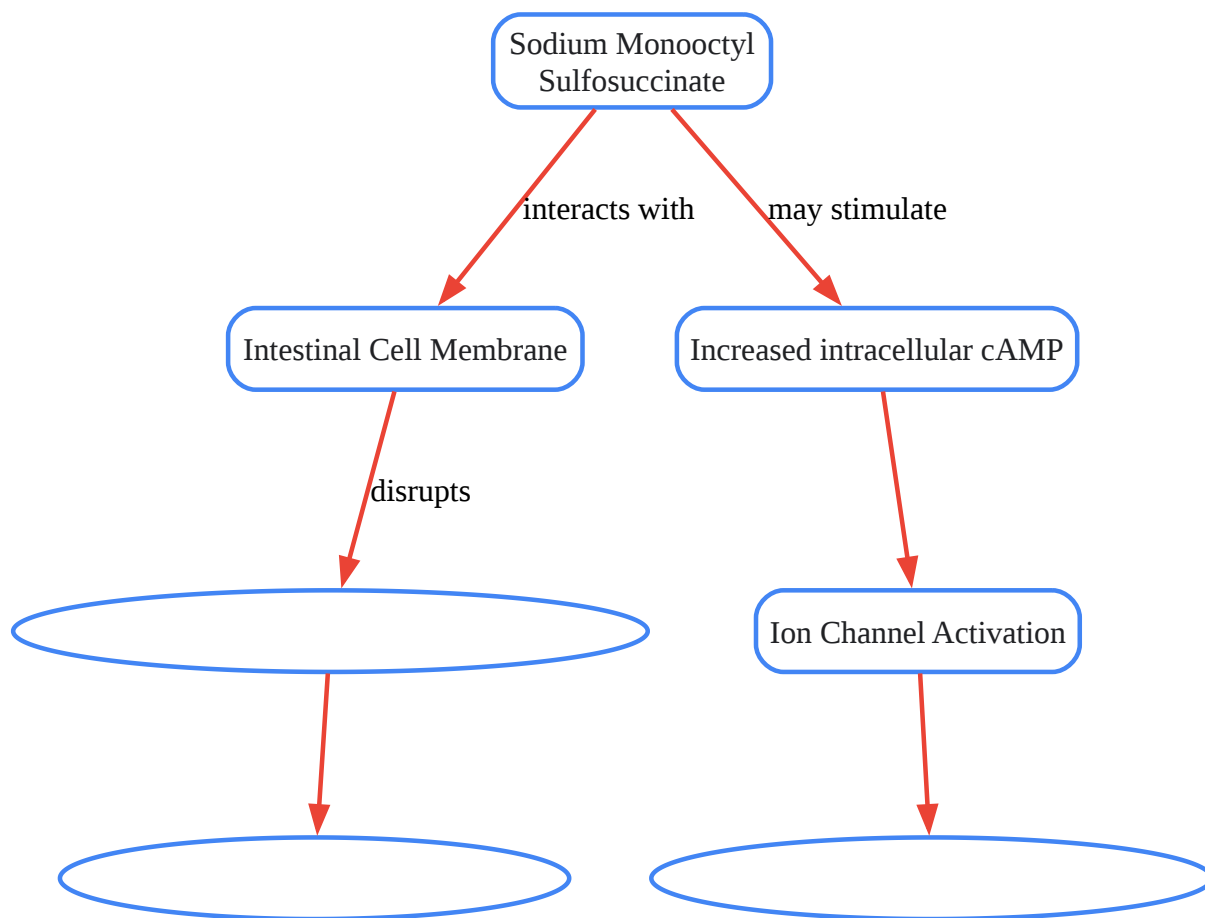 Sodium Monooctyl
Sulfosuccinate
interacts with
may stimulate
Intestinal Cell Membrane
Increased intracellular cAMP
disrupts
Ion Channel Activation